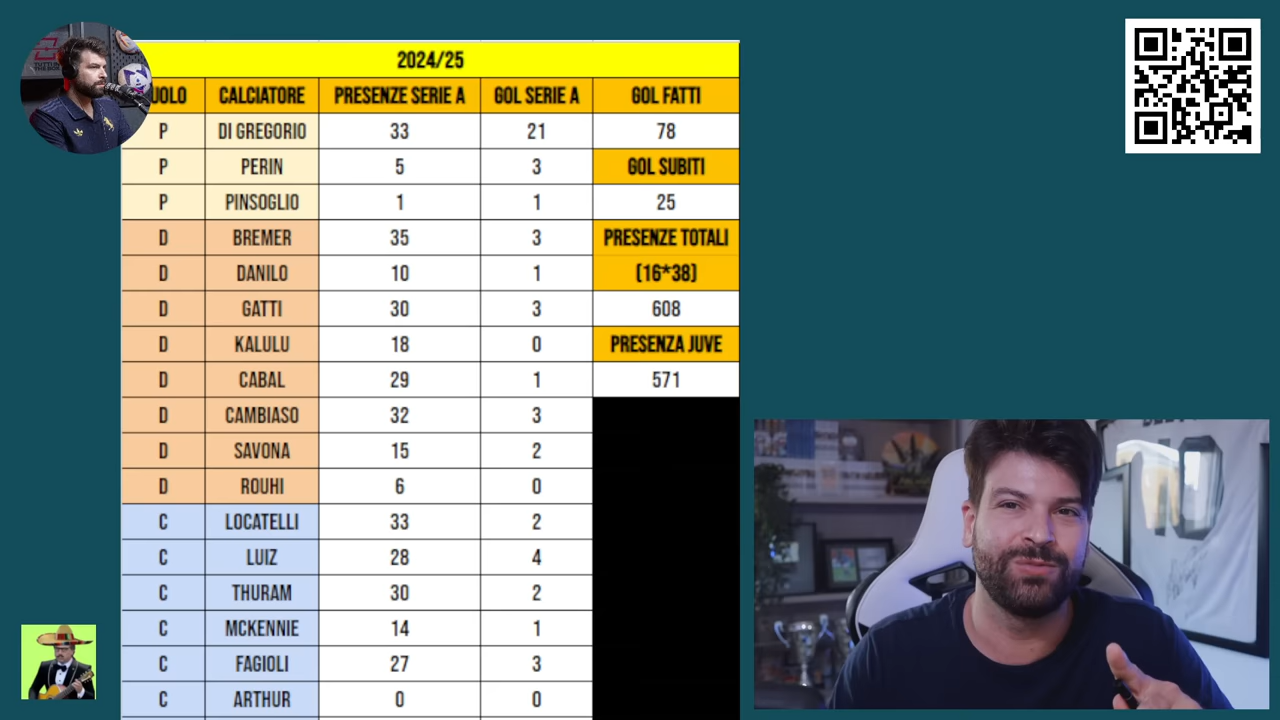 2024/25
UOLO CALCIATORE PRESENZE SERIE A GOL SERIE A GOL FATTI
P DI GREGORIO 33 21 78
P PERIN 5 3 GOL SUBITI
P PINSOGLIO 1 1 25
D BREMER 35 3 PRESENZE TOTALI
D DANILO 10 1 (16*38)
D GATTI 30 3 608
D KALULU 18 0 PRESENZA JUVE
D CABAL 29 1 571
D CAMBIASO 32 3
D SAVONA 15 2
D ROUHI 6 0
C LOCATELLI 33 2
C LUIZ 28 4
C THURAM 30 2
C MCKENNIE 14 1
C FAGIOLI 27 3
C ARTHUR 0 0
10